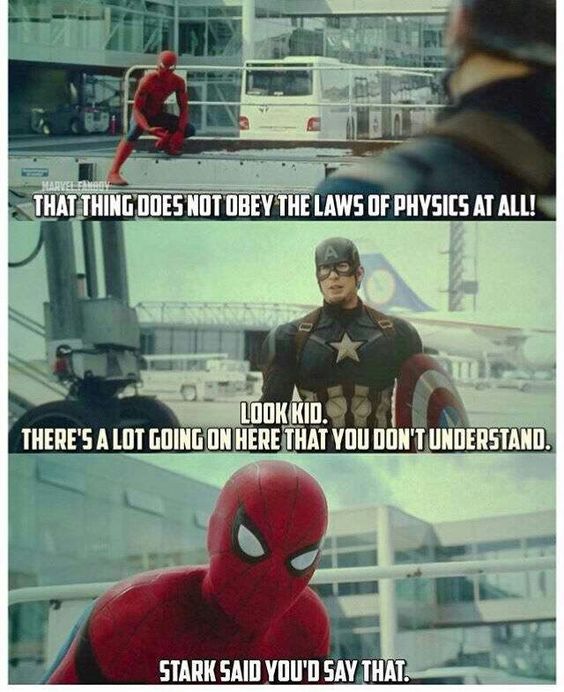 MARVEL.FANBOY
THAT THING DOES NOT OBEY THE LAWS OF PHYSICS AT ALL!
A
LOOK KID.
THERE'S A LOT GOING ON HERE THAT YOU DON'T UNDERSTAND.
STARK SAID YOU'D SAY THAT.